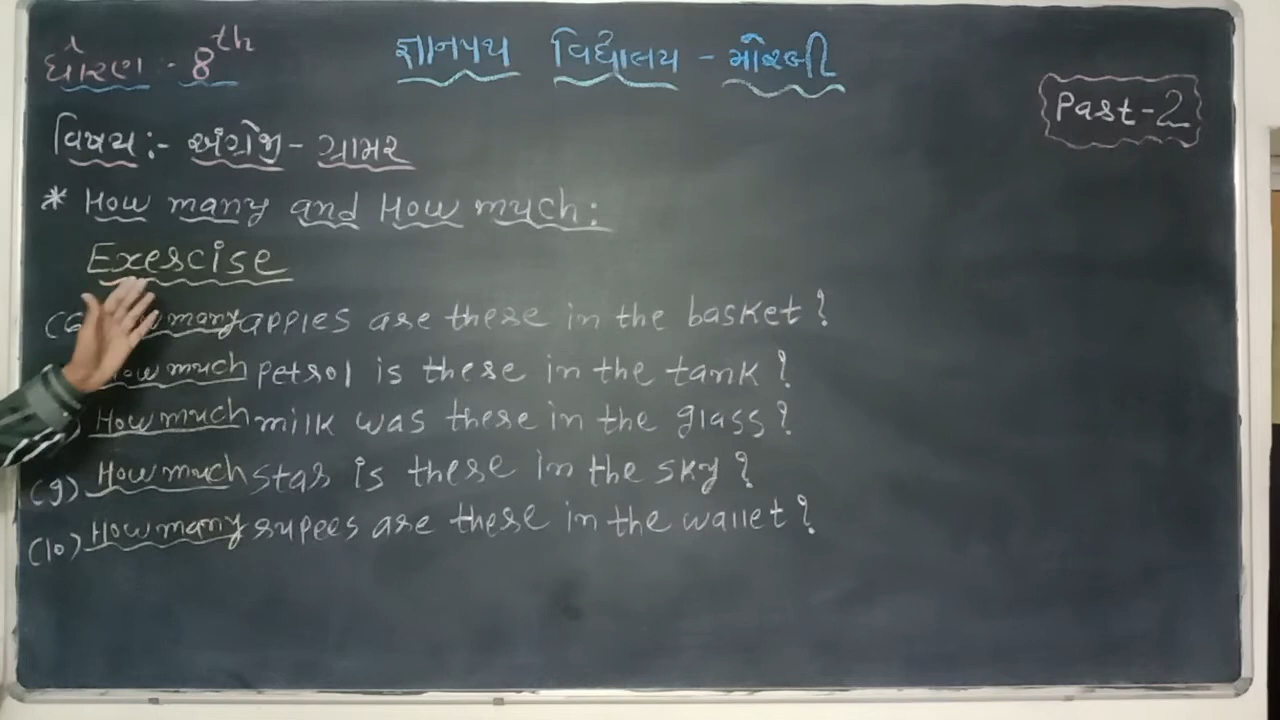 ધોરણ :- 8th
જ્ઞાનપથ વિદ્યાલય - મોરબી
Part-2
વિષય :- અંગ્રેજી - ગ્રામર
* How many and How much :
Exercise
many apples are there in the basket ?
How much petrol is there in the tank ?
How much milk was there in the glass ?
(9) How much star is there in the sky ?
(10) How many rupees are there in the wallet ?